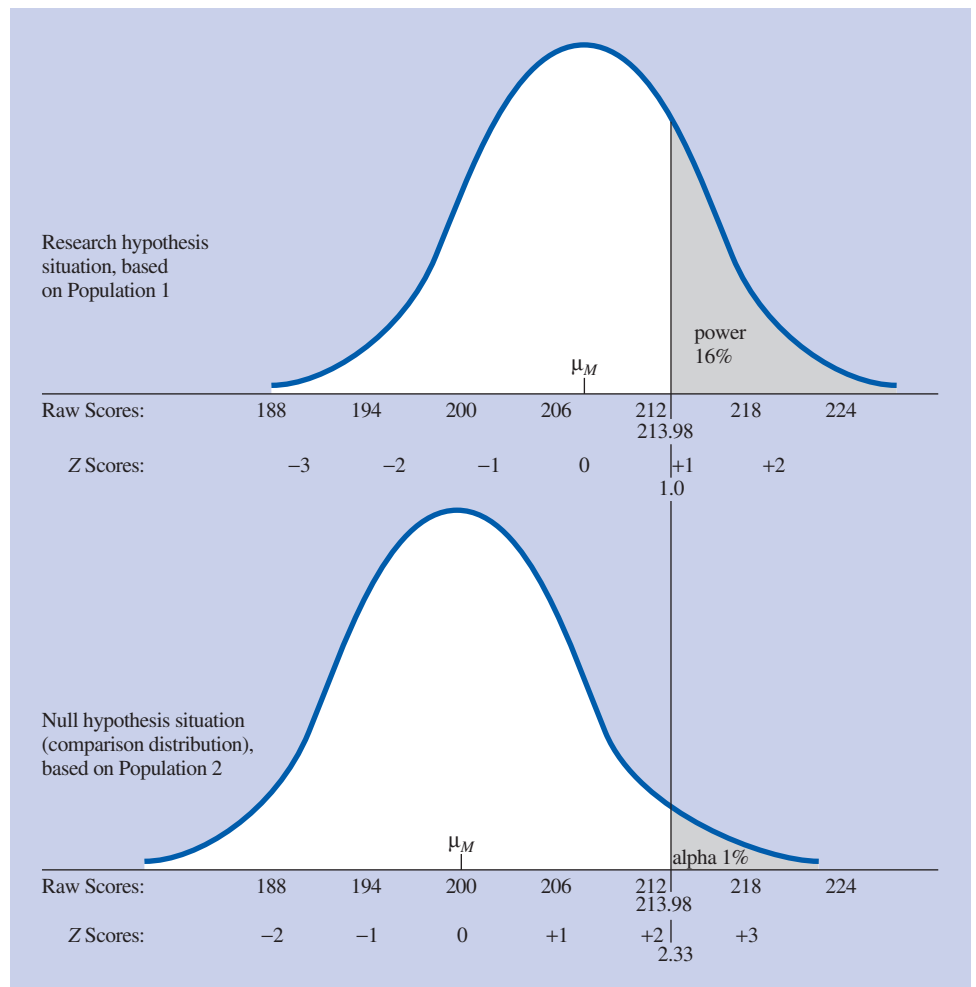 Research hypothesis
situation, based
on Population 1
power
16%
μM
Raw Scores: 188 194 200 206 212 218 224
213.98
Z Scores: −3 −2 −1 0 +1 +2
1.0
Null hypothesis situation
(comparison distribution),
based on Population 2
μM
alpha 1%
Raw Scores: 188 194 200 206 212 218 224
213.98
Z Scores: −2 −1 0 +1 +2 +3
2.33